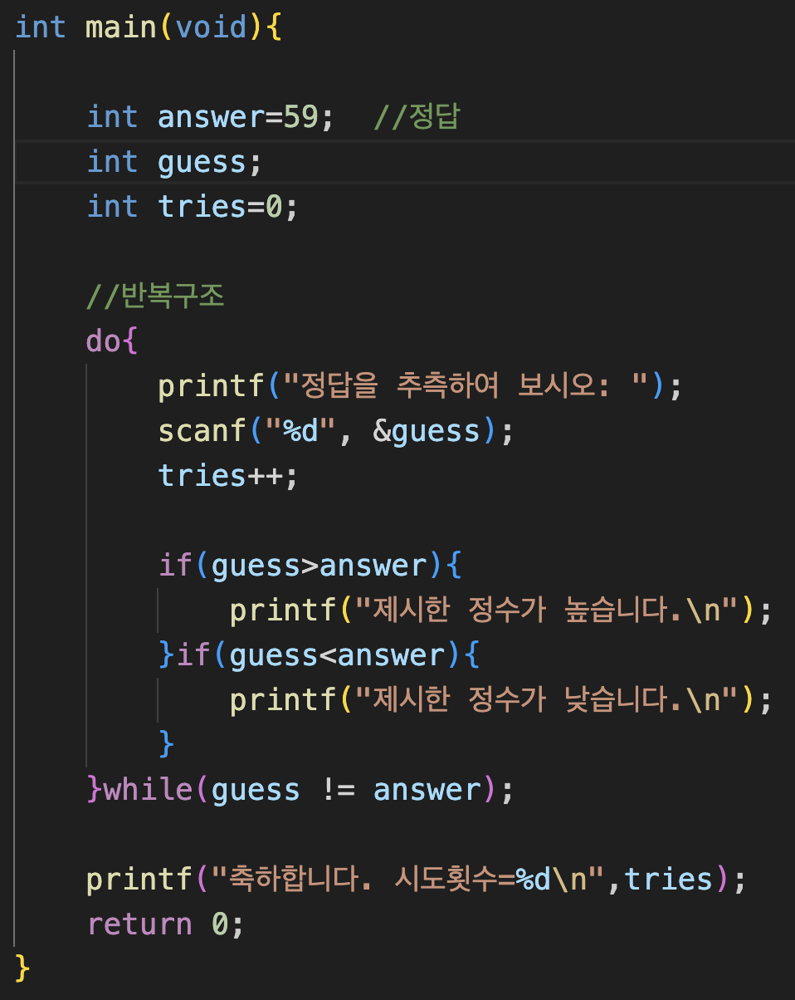 int main(void){
int answer=59;  //정답
int guess;
int tries=0;
//반복구조
do{
printf("정답을 추측하여 보시오: ");
scanf("%d", &guess);
tries++;
if(guess>answer){
printf("제시한 정수가 높습니다.\n");
}if(guess<answer){
printf("제시한 정수가 낮습니다.\n");
}
}while(guess != answer);
printf("축하합니다. 시도횟수=%d\n",tries);
return 0;
}